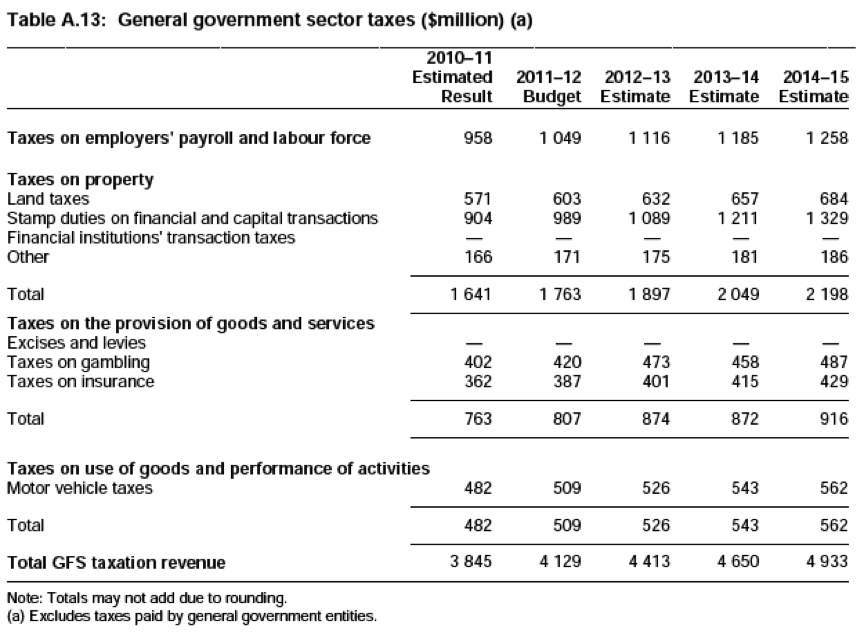 Table A.13: General government sector taxes ($million) (a)
2010–11 Estimated Result 2011–12 Budget 2012–13 Estimate 2013–14 Estimate 2014–15 Estimate
Taxes on employers' payroll and labour force 958 1 049 1 116 1 185 1 258
Taxes on property
Land taxes 571 603 632 657 684
Stamp duties on financial and capital transactions 904 989 1 089 1 211 1 329
Financial institutions' transaction taxes — — — — —
Other 166 171 175 181 186
Total 1 641 1 763 1 897 2 049 2 198
Taxes on the provision of goods and services
Excises and levies — — — — —
Taxes on gambling 402 420 473 458 487
Taxes on insurance 362 387 401 415 429
Total 763 807 874 872 916
Taxes on use of goods and performance of activities
Motor vehicle taxes 482 509 526 543 562
Total 482 509 526 543 562
Total GFS taxation revenue 3 845 4 129 4 413 4 650 4 933
Note: Totals may not add due to rounding.
(a) Excludes taxes paid by general government entities.